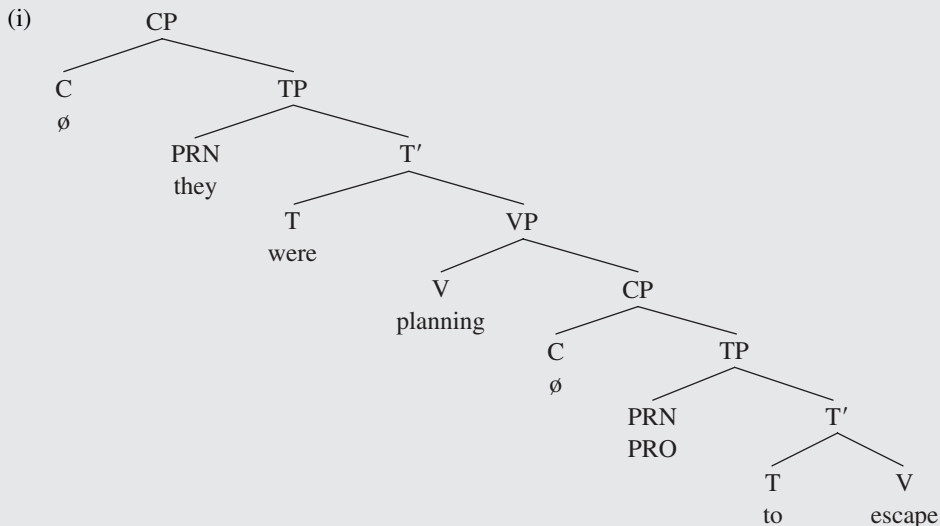 (i) CP
C TP
ø
PRN T′
they
T VP
were
V CP
planning
C TP
ø
PRN T′
PRO
T V
to escape